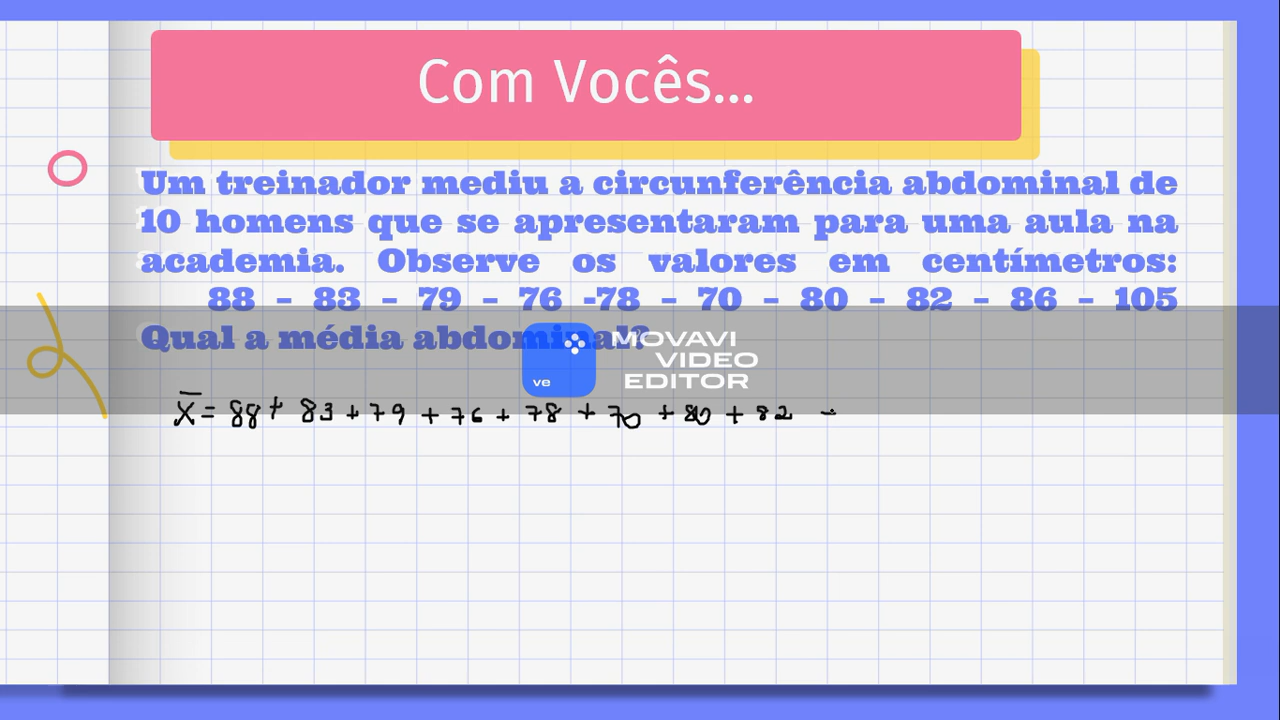 Com Vocês...
Um treinador mediu a circunferência abdominal de
10 homens que se apresentaram para uma aula na
academia. Observe os valores em centímetros:
88 - 83 - 79 - 76 -78 - 70 - 80 - 82 - 86 - 105
Qual a média abdominal?
MOVAVI
VIDEO
EDITOR
ve
X̅ = 88 + 83 + 79 + 76 + 78 + 70 + 80 + 82 -